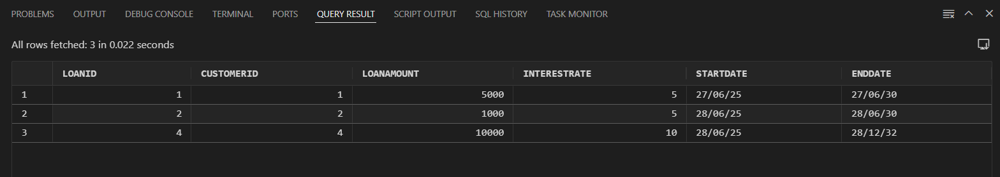 PROBLEMS OUTPUT DEBUG CONSOLE TERMINAL PORTS QUERY RESULT SCRIPT OUTPUT SQL HISTORY TASK MONITOR
All rows fetched: 3 in 0.022 seconds
LOANID CUSTOMERID LOANAMOUNT INTERESTRATE STARTDATE ENDDATE
1 1 1 5000 5 27/06/25 27/06/30
2 2 2 1000 5 28/06/25 28/06/30
3 4 4 10000 10 28/06/25 28/12/32